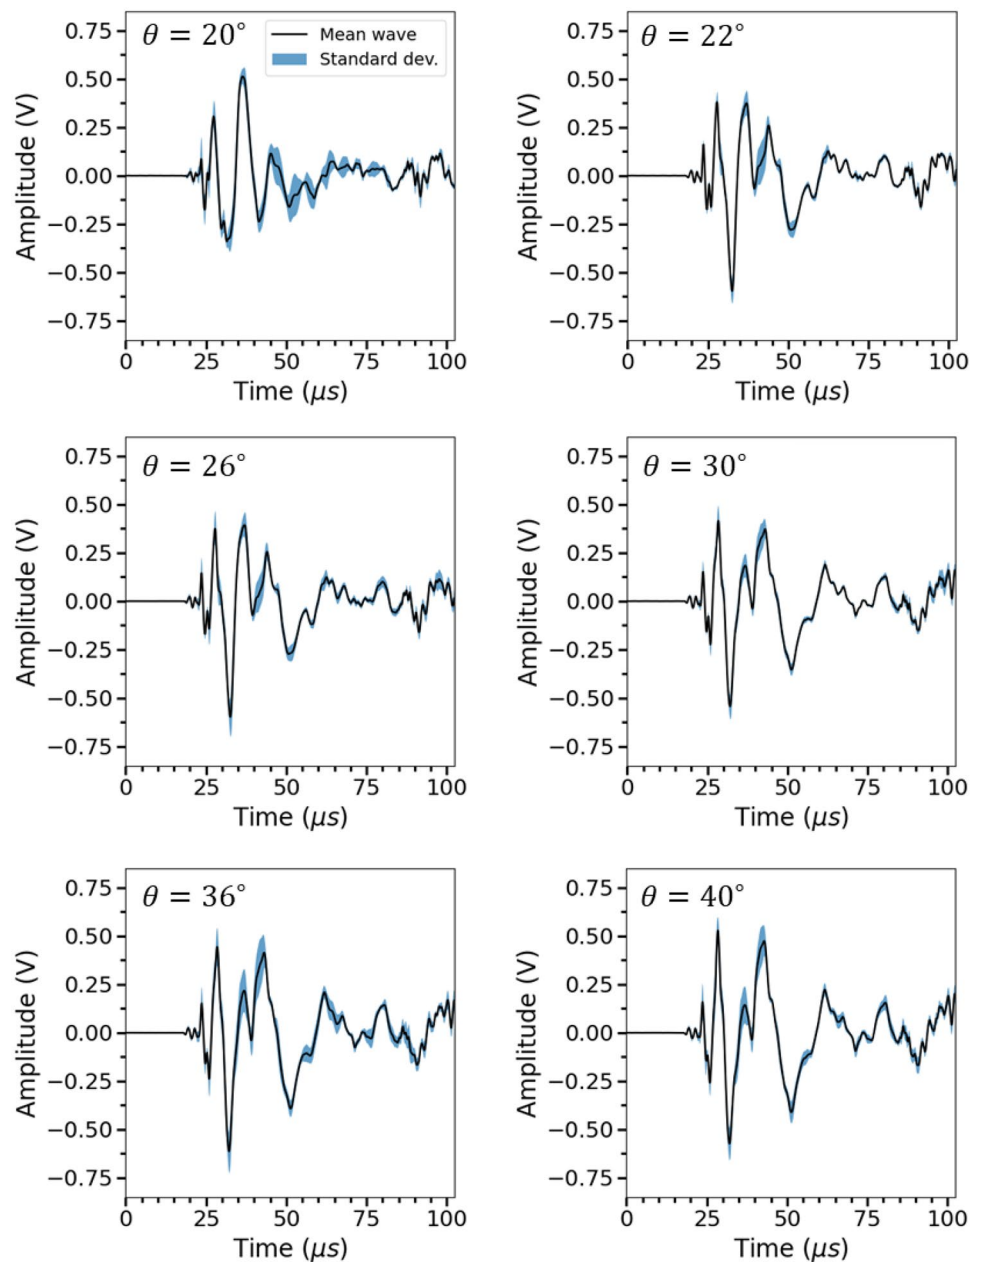 θ = 20°
Mean wave
Standard dev.
0.75
0.50
0.25
0.00
−0.25
−0.50
−0.75
Amplitude (V)
0 25 50 75 100
Time (μs)
θ = 22°
0.75
0.50
0.25
0.00
−0.25
−0.50
−0.75
Amplitude (V)
0 25 50 75 100
Time (μs)
θ = 26°
0.75
0.50
0.25
0.00
−0.25
−0.50
−0.75
Amplitude (V)
0 25 50 75 100
Time (μs)
θ = 30°
0.75
0.50
0.25
0.00
−0.25
−0.50
−0.75
Amplitude (V)
0 25 50 75 100
Time (μs)
θ = 36°
0.75
0.50
0.25
0.00
−0.25
−0.50
−0.75
Amplitude (V)
0 25 50 75 100
Time (μs)
θ = 40°
0.75
0.50
0.25
0.00
−0.25
−0.50
−0.75
Amplitude (V)
0 25 50 75 100
Time (μs)